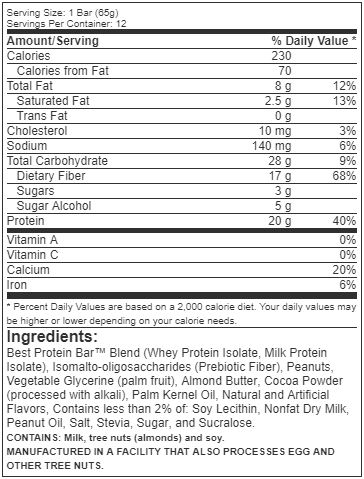 Serving Size: 1 Bar (65g)
Servings Per Container: 12
Amount/Serving % Daily Value *
Calories 230
Calories from Fat 70
Total Fat 8 g 12%
Saturated Fat 2.5 g 13%
Trans Fat 0 g
Cholesterol 10 mg 3%
Sodium 140 mg 6%
Total Carbohydrate 28 g 9%
Dietary Fiber 17 g 68%
Sugars 3 g
Sugar Alcohol 5 g
Protein 20 g 40%
Vitamin A 0%
Vitamin C 0%
Calcium 20%
Iron 6%
* Percent Daily Values are based on a 2,000 calorie diet. Your daily values may
be higher or lower depending on your calorie needs.
Ingredients:
Best Protein Bar™ Blend (Whey Protein Isolate, Milk Protein
Isolate), Isomalto-oligosaccharides (Prebiotic Fiber), Peanuts,
Vegetable Glycerine (palm fruit), Almond Butter, Cocoa Powder
(processed with alkali), Palm Kernel Oil, Natural and Artificial
Flavors, Contains less than 2% of: Soy Lecithin, Nonfat Dry Milk,
Peanut Oil, Salt, Stevia, Sugar, and Sucralose.
CONTAINS: Milk, tree nuts (almonds) and soy.
MANUFACTURED IN A FACILITY THAT ALSO PROCESSES EGG AND
OTHER TREE NUTS.